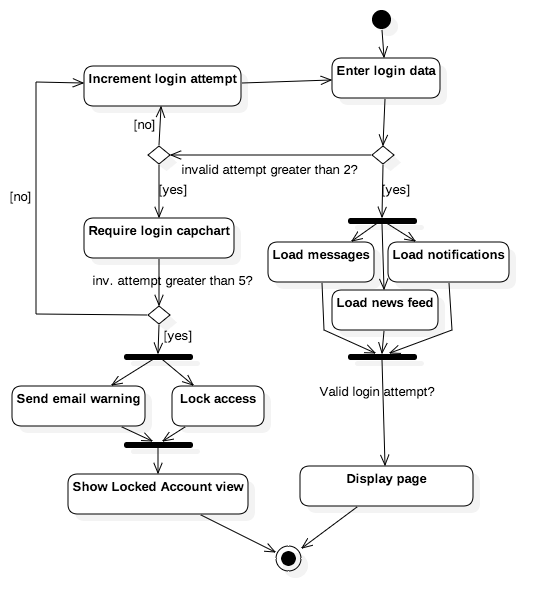 Increment login attempt
Enter login data
[no]
invalid attempt greater than 2?
[yes]
[yes]
[no]
Require login capchart
Load messages
Load notifications
inv. attempt greater than 5?
Load news feed
[yes]
Send email warning
Lock access
Valid login attempt?
Show Locked Account view
Display page